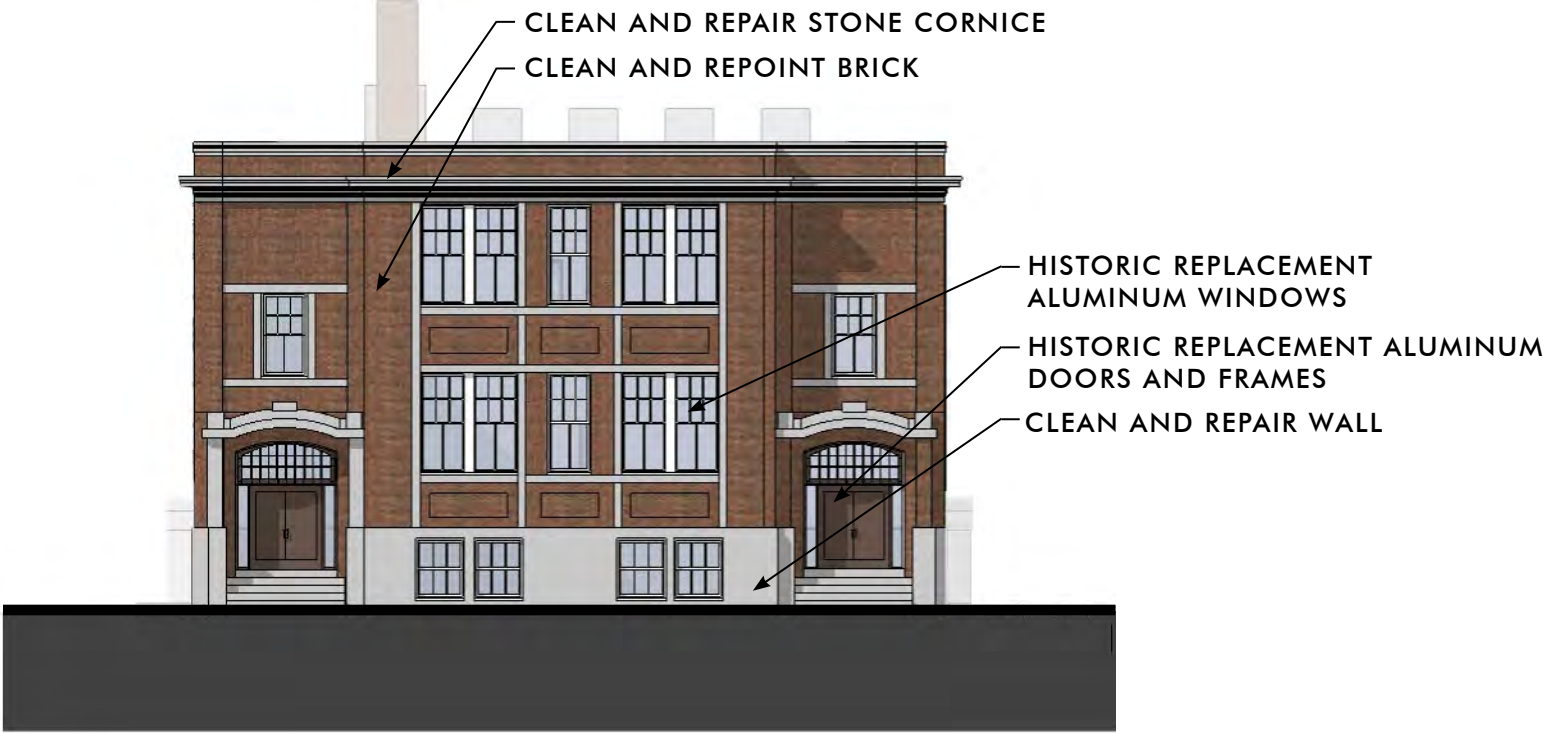 CLEAN AND REPAIR STONE CORNICE
CLEAN AND REPOINT BRICK
HISTORIC REPLACEMENT
ALUMINUM WINDOWS
HISTORIC REPLACEMENT ALUMINUM
DOORS AND FRAMES
CLEAN AND REPAIR WALL